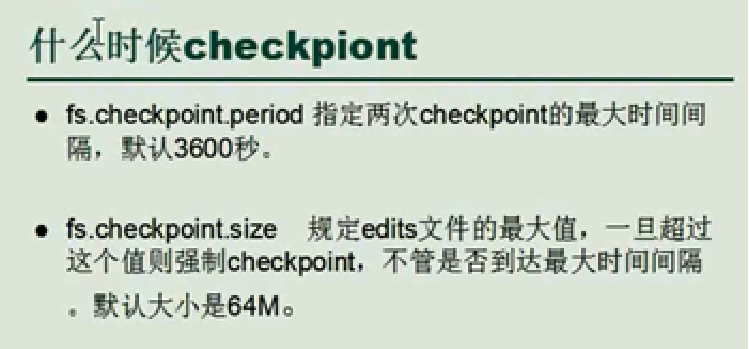 什么时候checkpiont
fs.checkpoint.period 指定两次checkpoint的最大时间间
隔，默认3600秒。
fs.checkpoint.size 规定edits文件的最大值，一旦超过
这个值则强制checkpoint，不管是否到达最大时间间隔
。默认大小是64M。